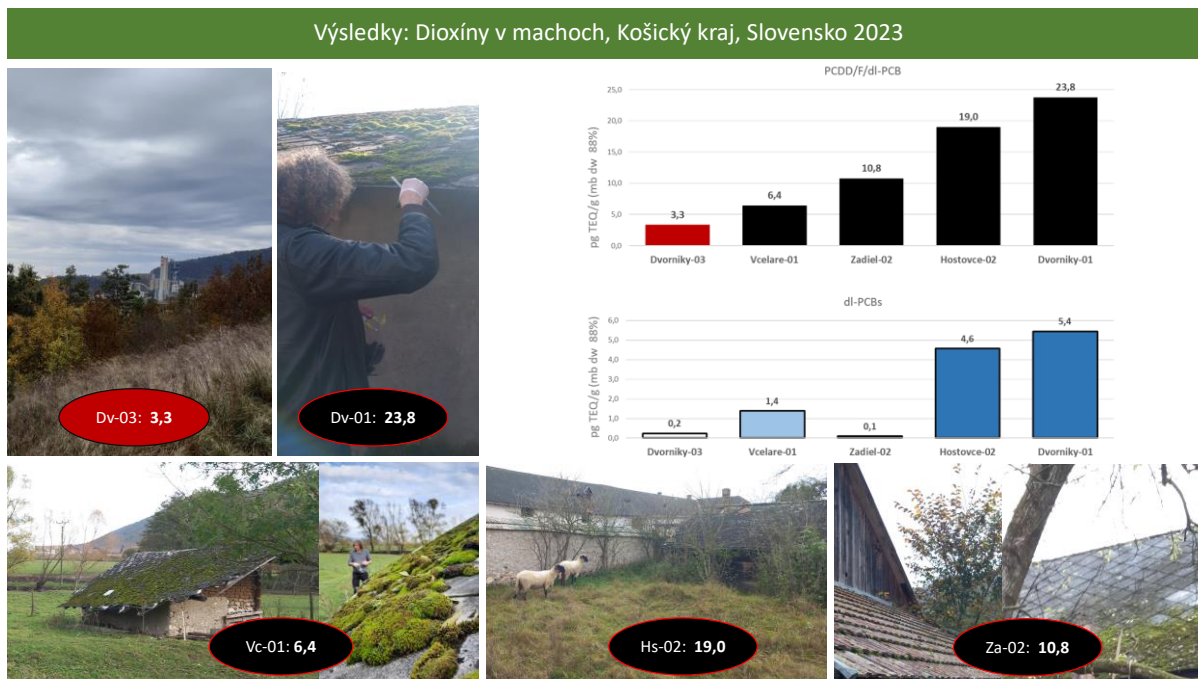 Výsledky: Dioxíny v machoch, Košický kraj, Slovensko 2023
PCDD/F/dl-PCB
pg TEQ/g (mb dw 88%)
25,0
20,0
15,0
10,0
5,0
0,0
3,3
6,4
10,8
19,0
23,8
Dvorniky-03
Vcelare-01
Zadiel-02
Hostovce-02
Dvorniky-01
dl-PCBs
pg TEQ/g (mb dw 88%)
6,0
5,0
4,0
3,0
2,0
1,0
0,0
0,2
1,4
0,1
4,6
5,4
Dvorniky-03
Vcelare-01
Zadiel-02
Hostovce-02
Dvorniky-01
Dv-03: 3,3
Dv-01: 23,8
Vc-01: 6,4
Hs-02: 19,0
Za-02: 10,8